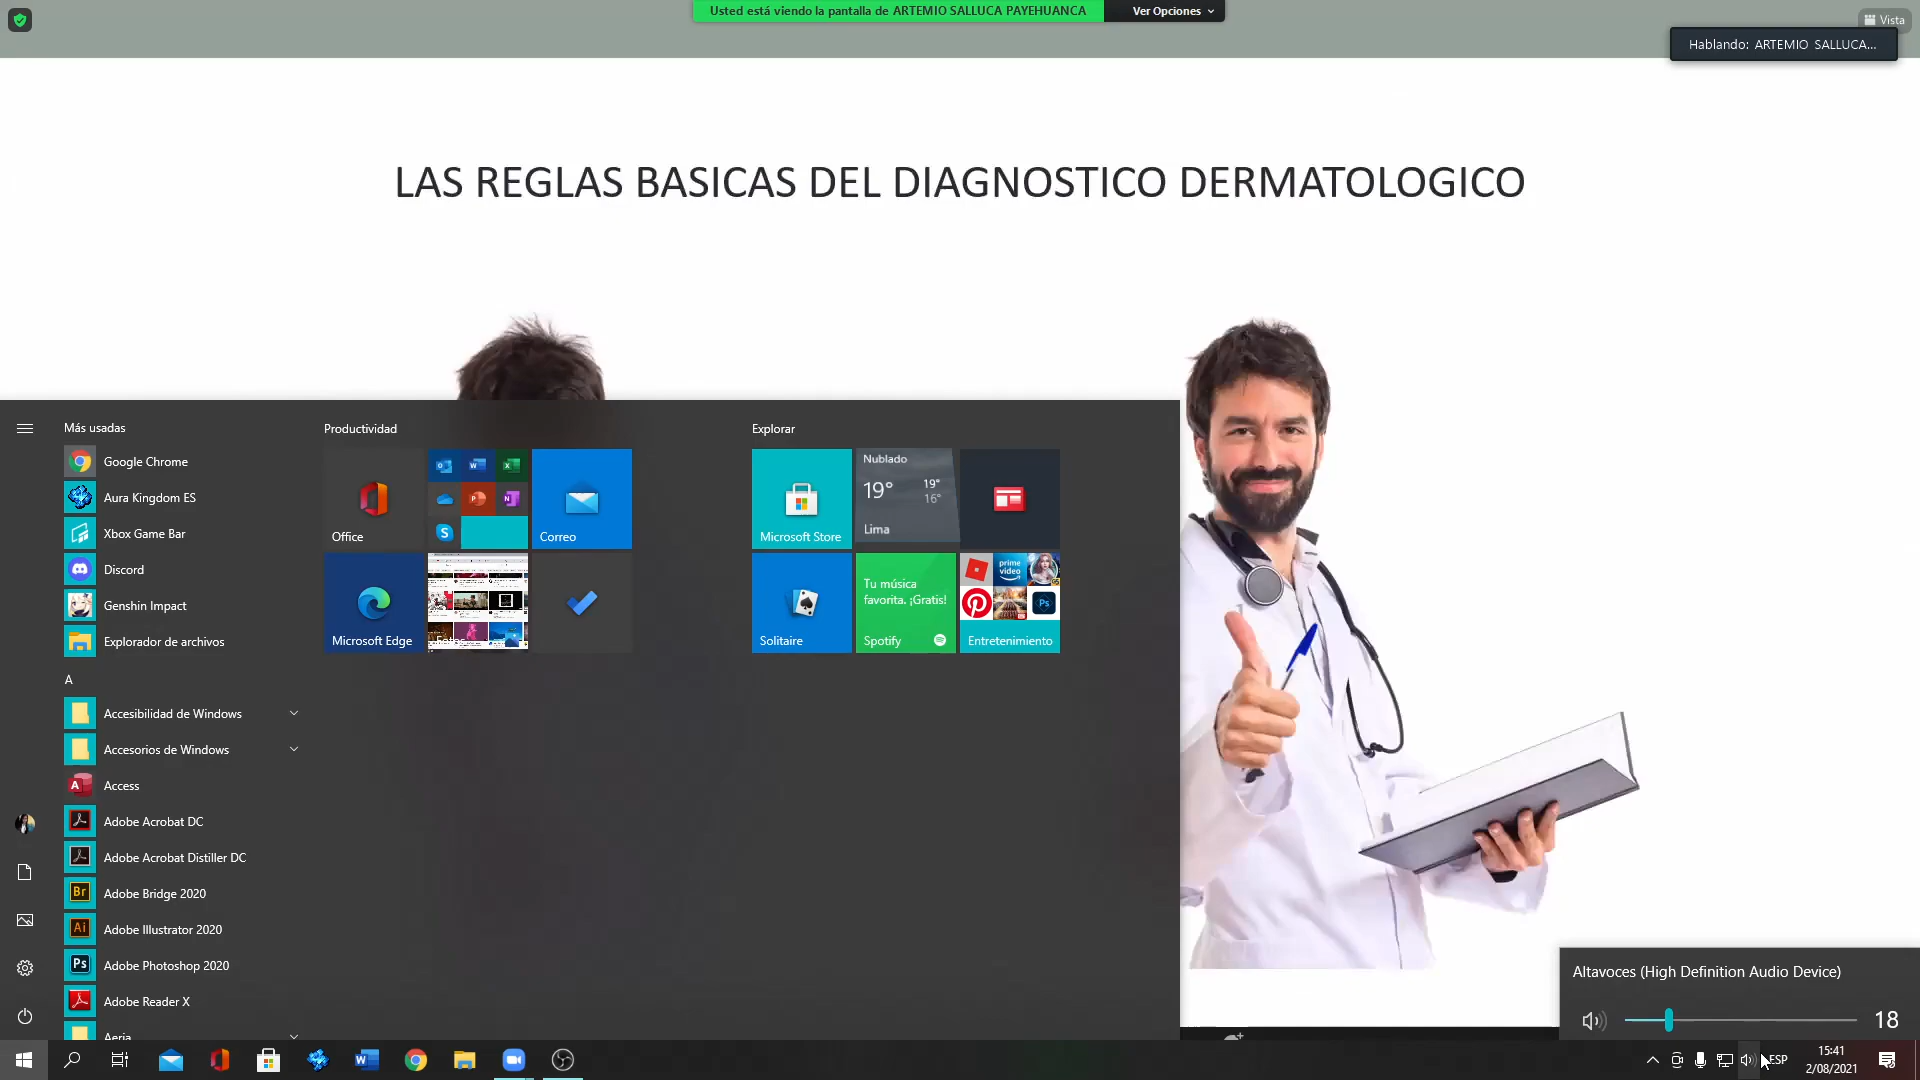 Usted está viendo la pantalla de ARTEMIO SALLUCA PAYEHUANCA
Ver Opciones
Vista
Hablando: ARTEMIO SALLUCA...
LAS REGLAS BASICAS DEL DIAGNOSTICO DERMATOLOGICO
Más usadas
Google Chrome
Aura Kingdom ES
Xbox Game Bar
Discord
Genshin Impact
Explorador de archivos
A
Accesibilidad de Windows
Accesorios de Windows
Access
Adobe Acrobat DC
Adobe Acrobat Distiller DC
Adobe Bridge 2020
Adobe Illustrator 2020
Adobe Photoshop 2020
Adobe Reader X
Aeria
Productividad
Office
Correo
Microsoft Edge
Fotos
Explorar
Microsoft Store
Nublado
19°
19°
16°
Lima
Solitaire
Tu música
favorita. ¡Gratis!
Spotify
prime video
Ps
Entretenimiento
Altavoces (High Definition Audio Device)
18
ESP
15:41
2/08/2021